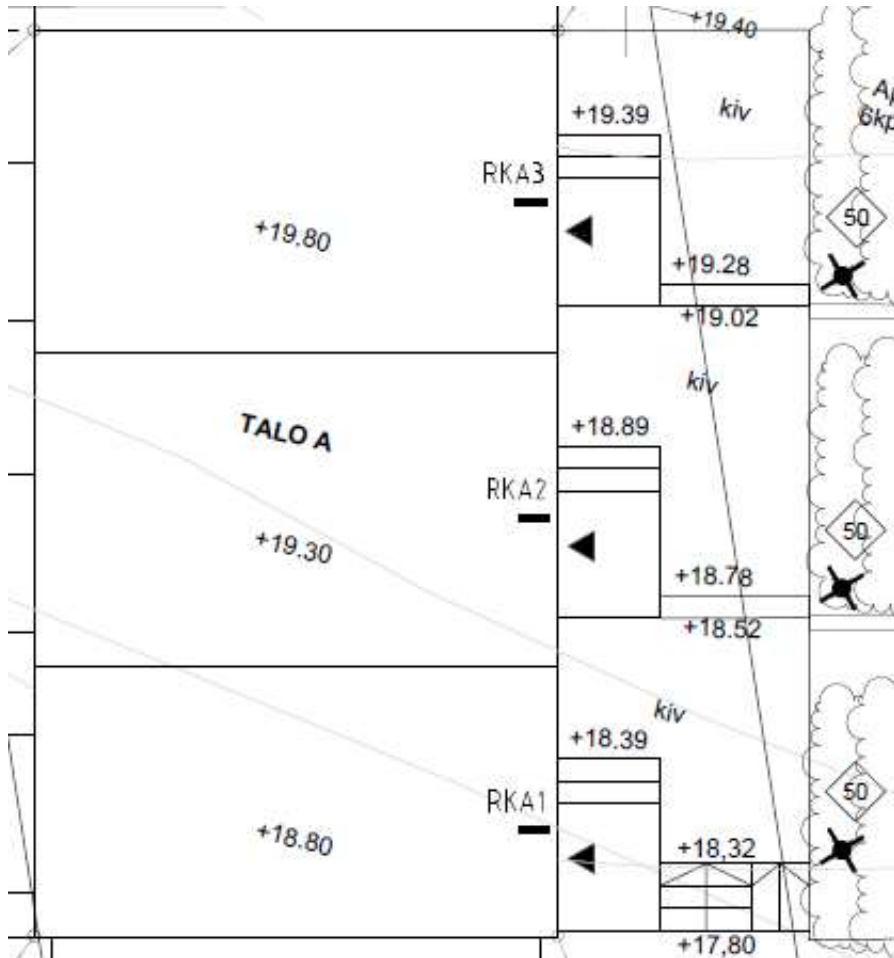 +19.40
kiv
+19.39
RKA3
50
+19.80
+19.28
+19.02
kiv
TALO A
+18.89
RKA2
50
+19.30
+18.78
+18.52
kiv
+18.39
50
RKA1
+18.80
+18,32
+17,80